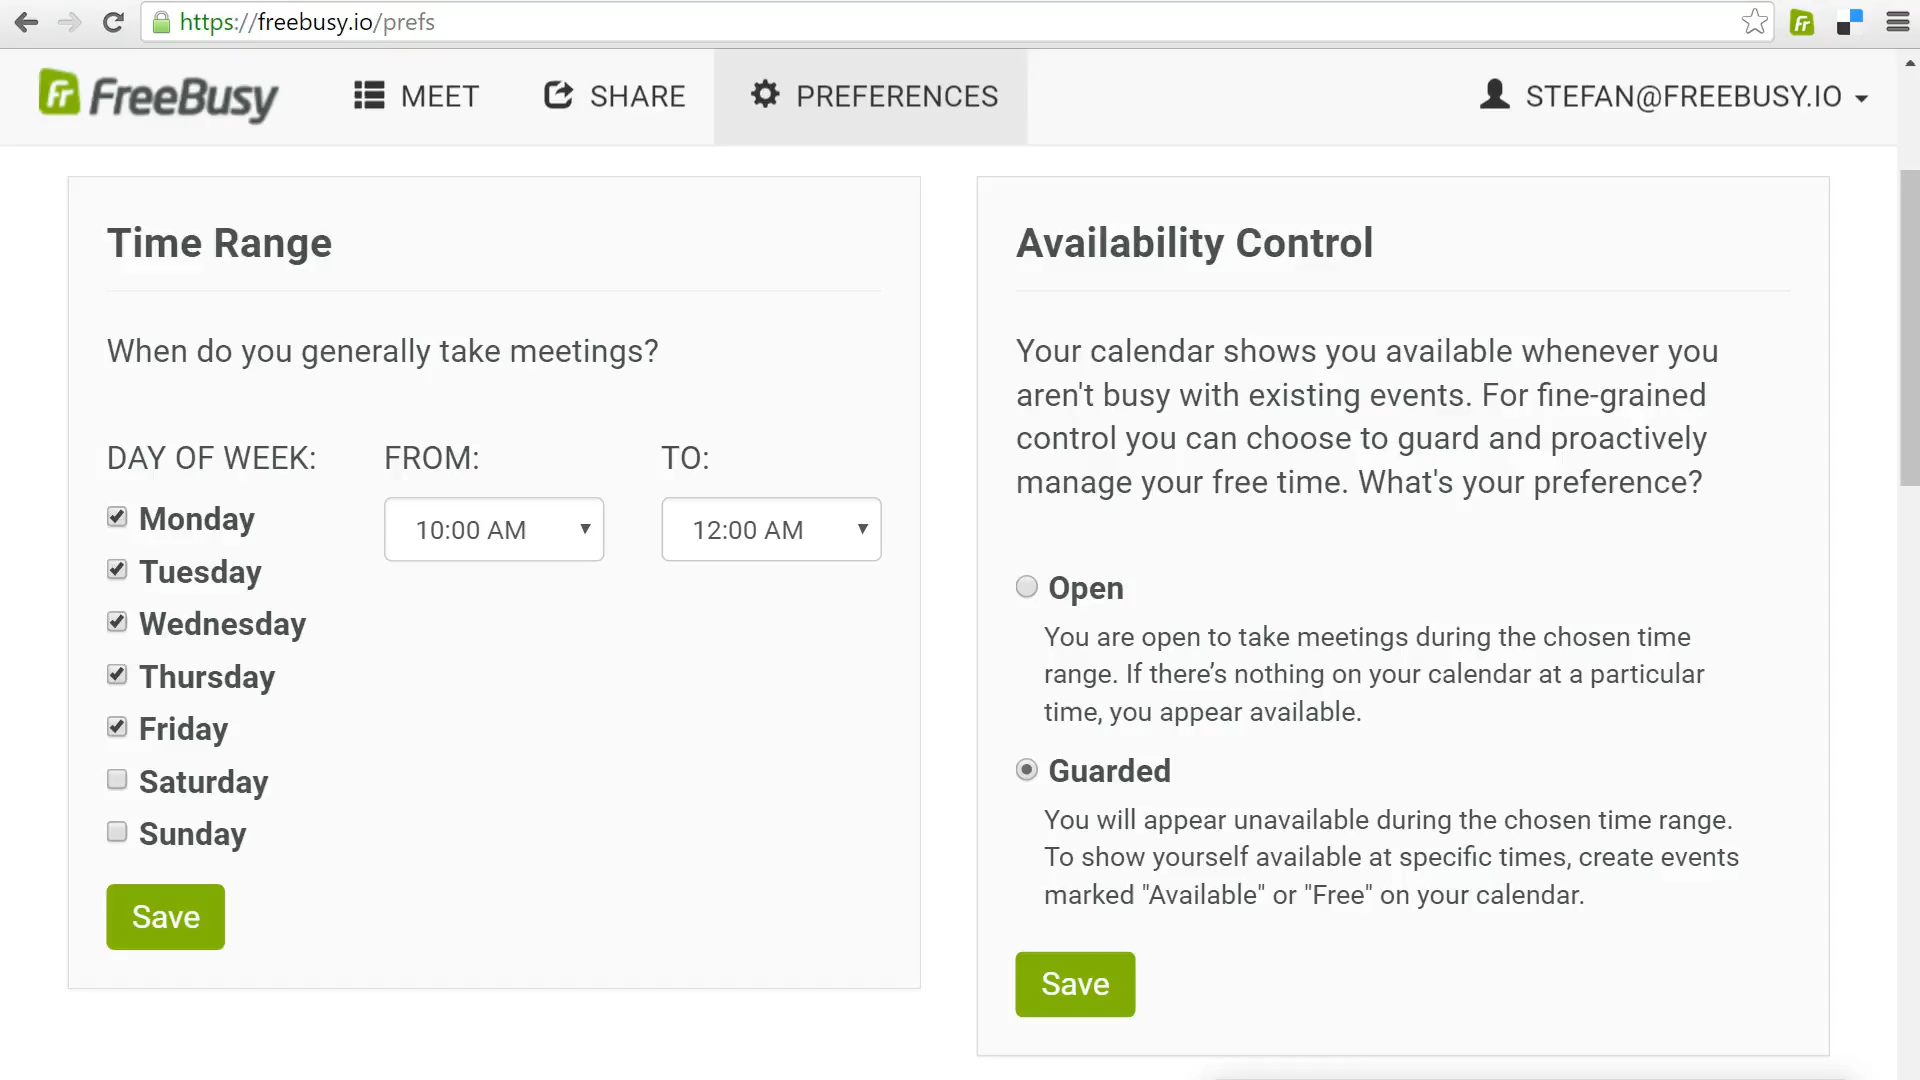 https://freebusy.io/prefs
Fr FreeBusy MEET SHARE PREFERENCES STEFAN@FREEBUSY.IO
Time Range
When do you generally take meetings?
DAY OF WEEK: FROM: TO:
Monday 10:00 AM 12:00 AM
Tuesday
Wednesday
Thursday
Friday
Saturday
Sunday
Save
Availability Control
Your calendar shows you available whenever you
aren't busy with existing events. For fine-grained
control you can choose to guard and proactively
manage your free time. What's your preference?
Open
You are open to take meetings during the chosen time
range. If there’s nothing on your calendar at a particular
time, you appear available.
Guarded
You will appear unavailable during the chosen time range.
To show yourself available at specific times, create events
marked "Available" or "Free" on your calendar.
Save